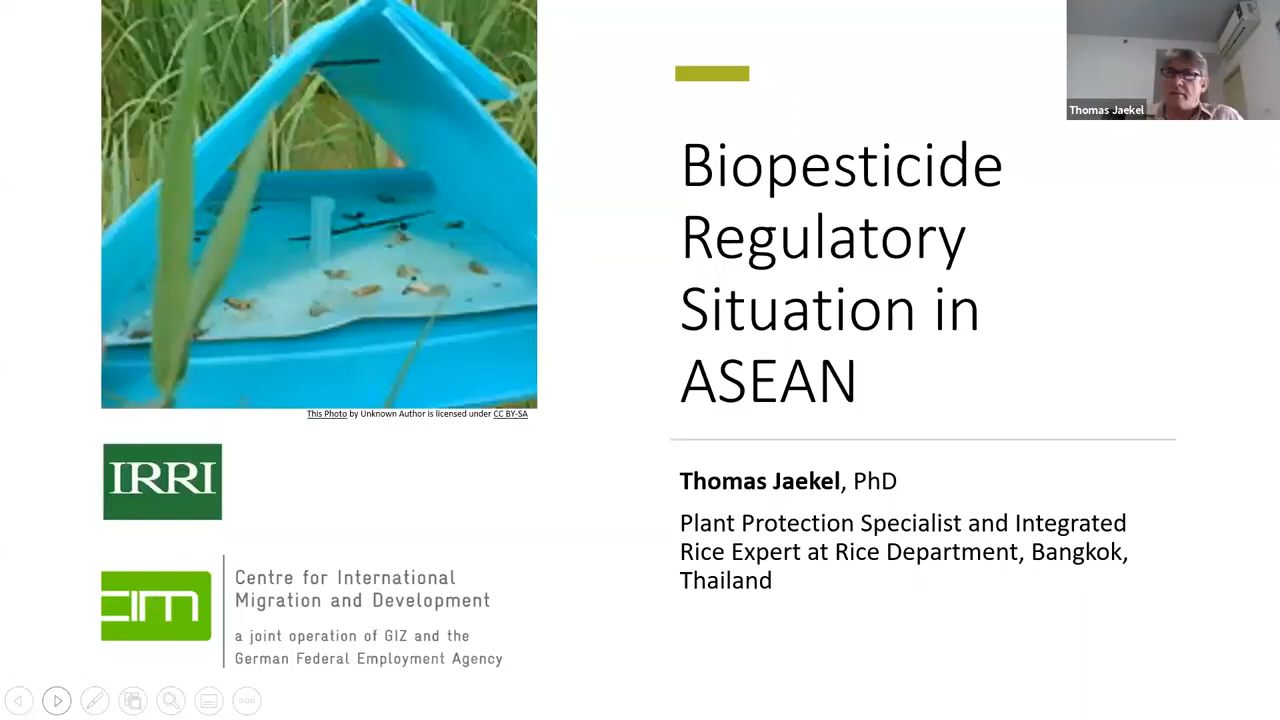 Thomas Jaekel
Biopesticide
Regulatory
Situation in
ASEAN
This Photo by Unknown Author is licensed under CC BY-SA
IRRI
Thomas Jaekel, PhD
Plant Protection Specialist and Integrated
Rice Expert at Rice Department, Bangkok,
Thailand
cim
Centre for International
Migration and Development
a joint operation of GIZ and the
German Federal Employment Agency